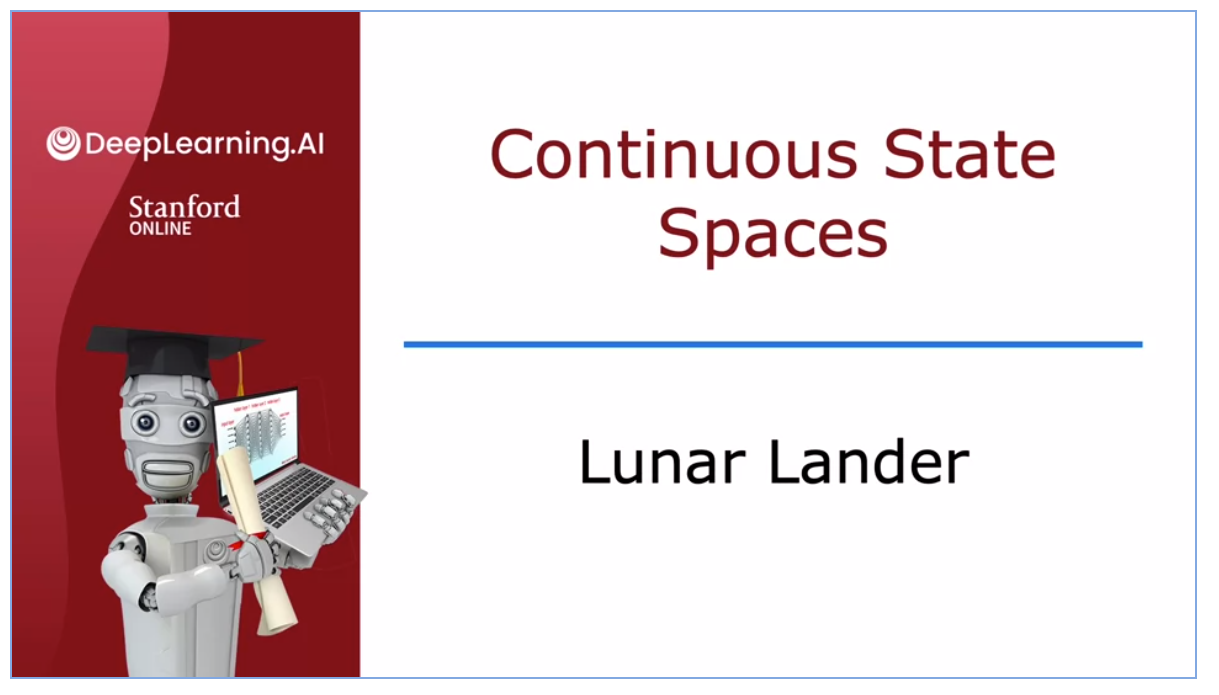 DeepLearning.AI
Stanford
ONLINE
Continuous State
Spaces
Lunar Lander